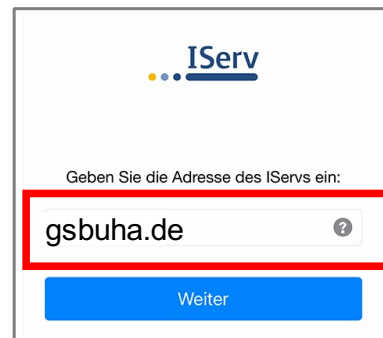 IServ
Geben Sie die Adresse des IServs ein:
gsbuha.de ?
Weiter